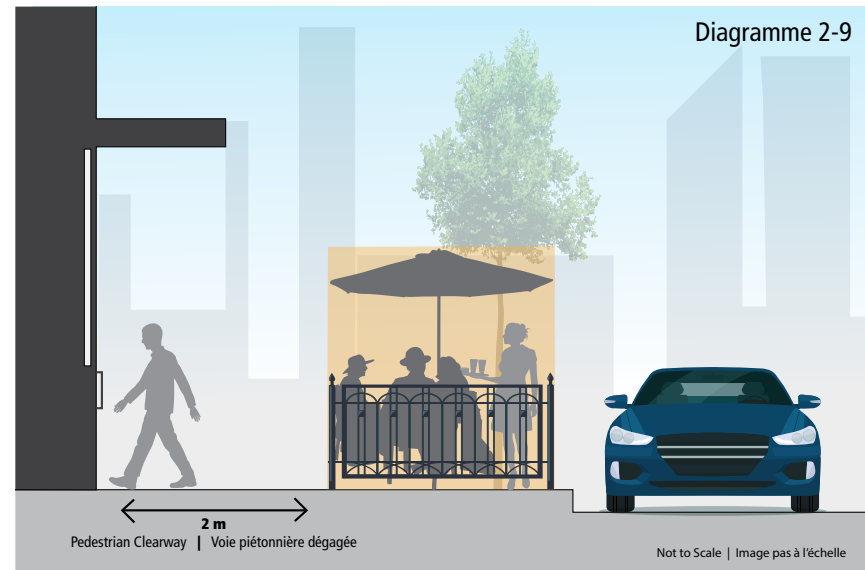 Diagramme 2-9
2 m
Pedestrian Clearway | Voie piétonnière dégagée
Not to Scale | Image pas à l'échelle